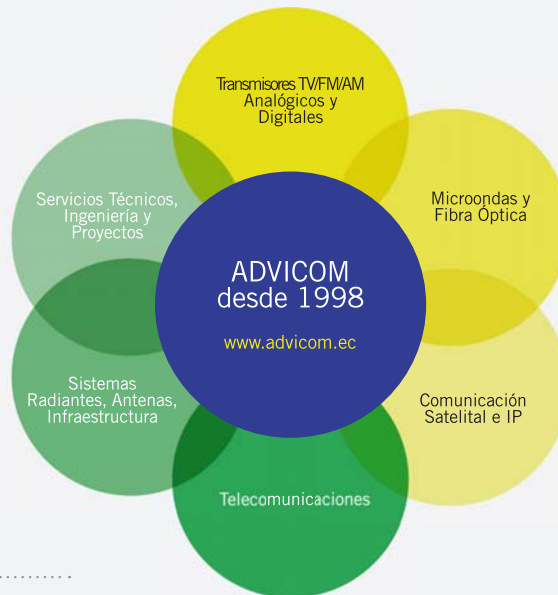 Transmisores TV/FM/AM
Analógicos y
Digitales
Microondas y
Fibra Óptica
Comunicación
Satelital e IP
Telecomunicaciones
Sistemas
Radiantes, Antenas,
Infraestructura
Servicios Técnicos,
Ingeniería y
Proyectos
ADVICOM
desde 1998
www.advicom.ec